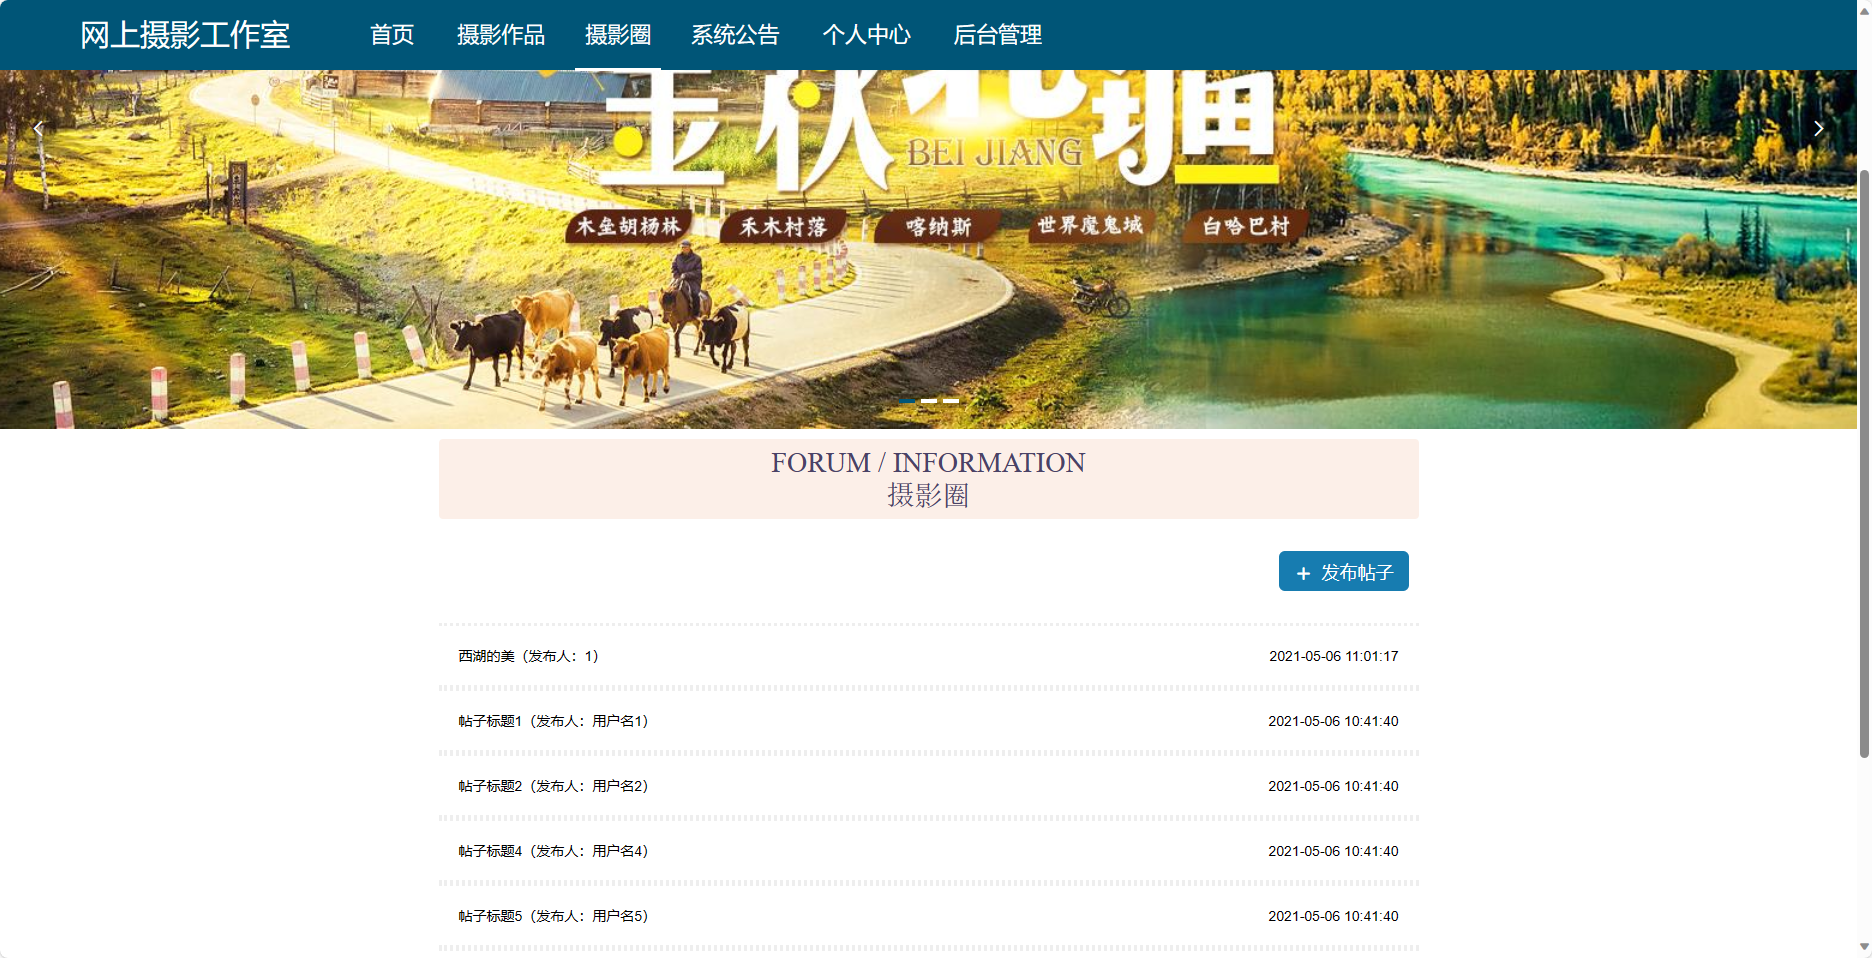 网上摄影工作室
首页 摄影作品 摄影圈 系统公告 个人中心 后台管理
金秋北疆
BEI JIANG
木垒胡杨林 禾木村落 喀纳斯 世界魔鬼城 白哈巴村
FORUM / INFORMATION
摄影圈
+ 发布帖子
西湖的美（发布人：1） 2021-05-06 11:01:17
帖子标题1（发布人：用户名1） 2021-05-06 10:41:40
帖子标题2（发布人：用户名2） 2021-05-06 10:41:40
帖子标题4（发布人：用户名4） 2021-05-06 10:41:40
帖子标题5（发布人：用户名5） 2021-05-06 10:41:40